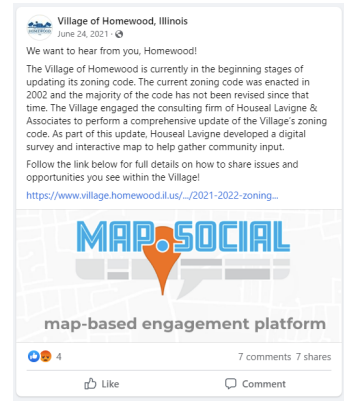 Village of Homewood, Illinois
June 24, 2021 ·
We want to hear from you, Homewood!
The Village of Homewood is currently in the beginning stages of
updating its zoning code. The current zoning code was enacted in
2002 and the majority of the code has not been revised since that
time. The Village engaged the consulting firm of Houseal Lavigne &
Associates to perform a comprehensive update of the Village's zoning
code. As part of this update, Houseal Lavigne developed a digital
survey and interactive map to help gather community input.
Follow the link below for full details on how to share issues and
opportunities you see within the Village!
https://www.village.homewood.il.us/.../2021-2022-zoning...
MAP SOCIAL
map-based engagement platform
4 7 comments 7 shares
Like Comment